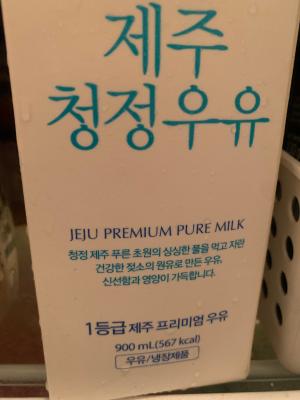 제주
청정우유
JEJU PREMIUM PURE MILK
청정 제주 푸른 초원의 싱싱한 풀을 먹고 자란
건강한 젖소의 원유로 만든 우유,
신선함과 영양이 가득합니다.
1등급 제주 프리미엄 우유
900 mL(567 kcal)
우유/냉장제품